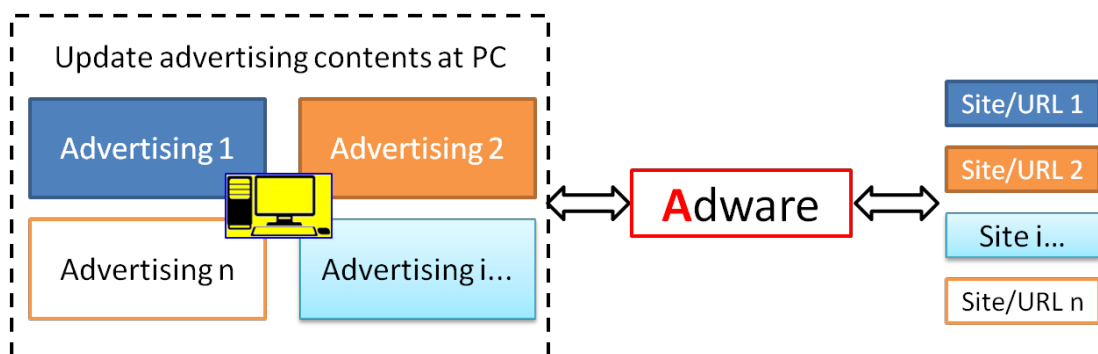 Update advertising contents at PC
Advertising 1
Advertising 2
Advertising n
Advertising i...
Adware
Site/URL 1
Site/URL 2
Site i...
Site/URL n